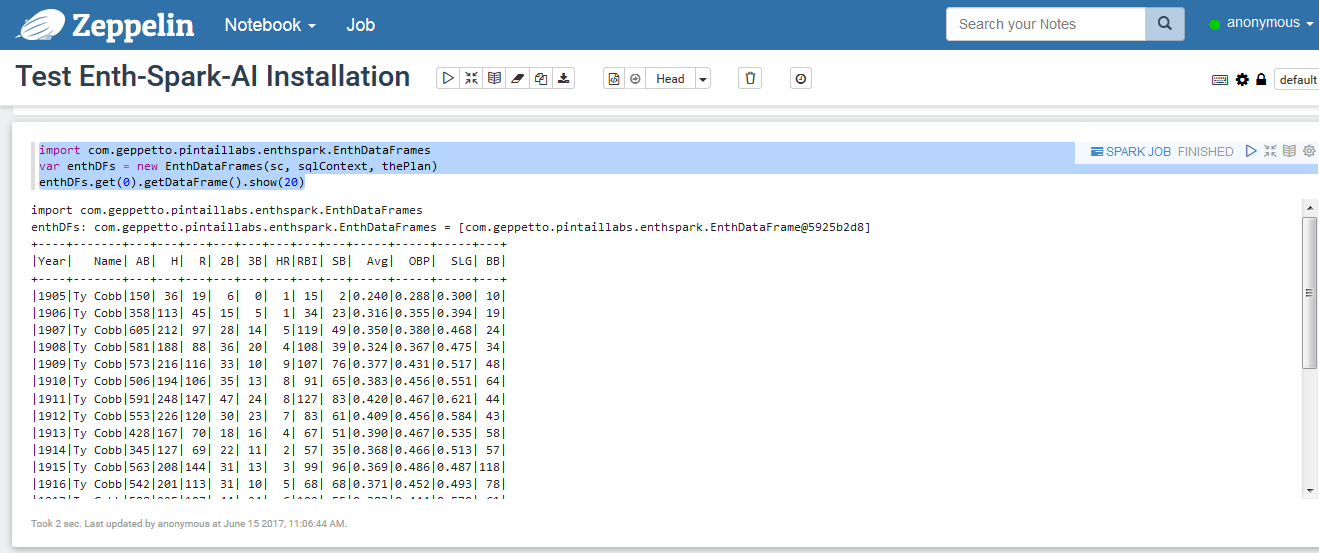 Zeppelin Notebook Job Search your Notes anonymous
Test Enth-Spark-AI Installation Head default
import com.geppetto.pintaillabs.enthspark.EnthDataFrames
SPARK JOB FINISHED
var enthDFs = new EnthDataFrames(sc, sqlContext, thePlan)
enthDFs.get(0).getDataFrame().show(20)
import com.geppetto.pintaillabs.enthspark.EnthDataFrames
enthDFs: com.geppetto.pintaillabs.enthspark.EnthDataFrames = [com.geppetto.pintaillabs.enthspark.EnthDataFrame@5925b2d8]
+----+-------+---+---+---+---+---+---+---+---+-----+-----+-----+---+
|Year|   Name| AB|  H|  R| 2B| 3B| HR|RBI| SB|  Avg|  OBP|  SLG| BB|
+----+-------+---+---+---+---+---+---+---+---+-----+-----+-----+---+
|1905|Ty Cobb|150| 36| 19|  6|  0|  1| 15|  2|0.240|0.288|0.300| 10|
|1906|Ty Cobb|358|113| 45| 15|  5|  1| 34| 23|0.316|0.355|0.394| 19|
|1907|Ty Cobb|605|212| 97| 28| 14|  5|119| 49|0.350|0.380|0.468| 24|
|1908|Ty Cobb|581|188| 88| 36| 20|  4|108| 39|0.324|0.367|0.475| 34|
|1909|Ty Cobb|573|216|116| 33| 10|  9|107| 76|0.377|0.431|0.517| 48|
|1910|Ty Cobb|506|194|106| 35| 13|  8| 91| 65|0.383|0.456|0.551| 64|
|1911|Ty Cobb|591|248|147| 47| 24|  8|127| 83|0.420|0.467|0.621| 44|
|1912|Ty Cobb|553|226|120| 30| 23|  7| 83| 61|0.409|0.456|0.584| 43|
|1913|Ty Cobb|428|167| 70| 18| 16|  4| 67| 51|0.390|0.467|0.535| 58|
|1914|Ty Cobb|345|127| 69| 22| 11|  2| 57| 35|0.368|0.466|0.513| 57|
|1915|Ty Cobb|563|208|144| 31| 13|  3| 99| 96|0.369|0.486|0.487|118|
|1916|Ty Cobb|542|201|113| 31| 10|  5| 68| 68|0.371|0.452|0.493| 78|
Took 2 sec. Last updated by anonymous at June 15 2017, 11:06:44 AM.